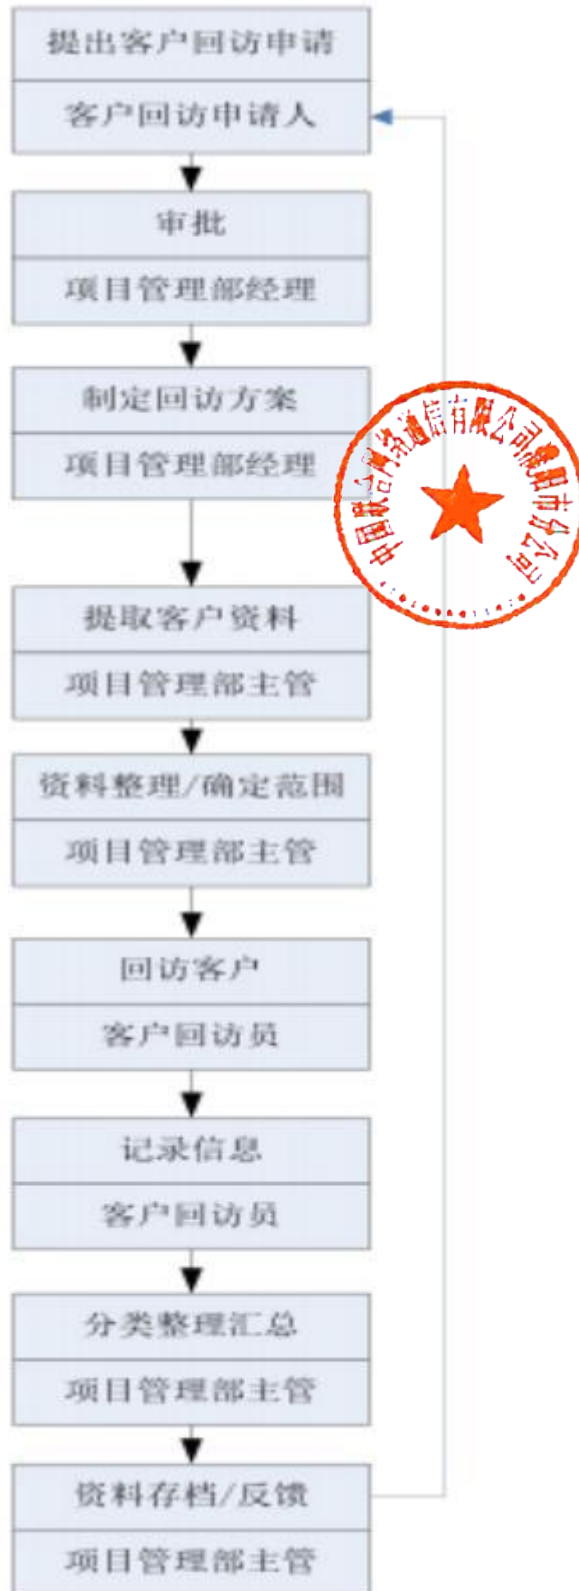 提出客户回访申请
客户回访申请人
审批
项目管理部经理
制定回访方案
项目管理部经理
中国联合网络通信有限公司濮阳市分公司
提取客户资料
项目管理部主管
资料整理/确定范围
项目管理部主管
回访客户
客户回访员
记录信息
客户回访员
分类整理汇总
项目管理部主管
资料存档/反馈
项目管理部主管